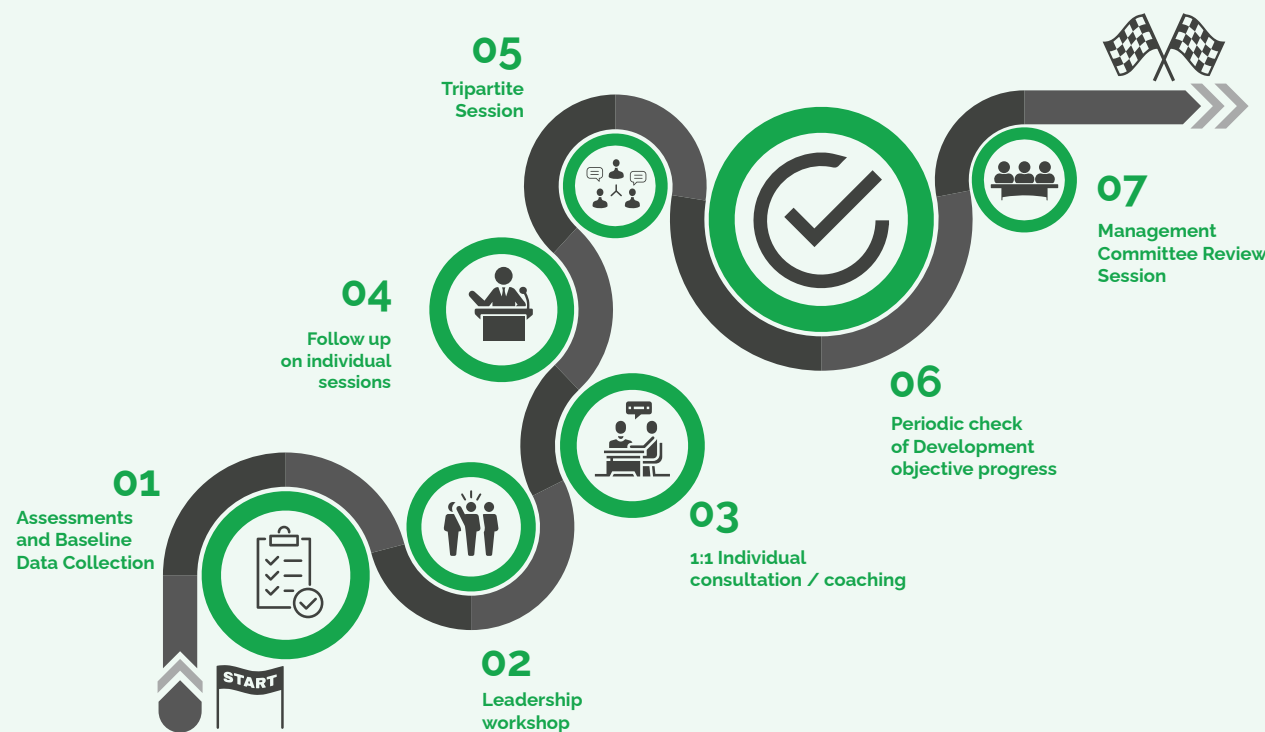 05
Tripartite
Session
07
Management
Committee Review
Session
04
Follow up
on individual
sessions
06
Periodic check
of Development
objective progress
01
Assessments
and Baseline
Data Collection
03
1:1 Individual
consultation / coaching
02
Leadership
workshop
START